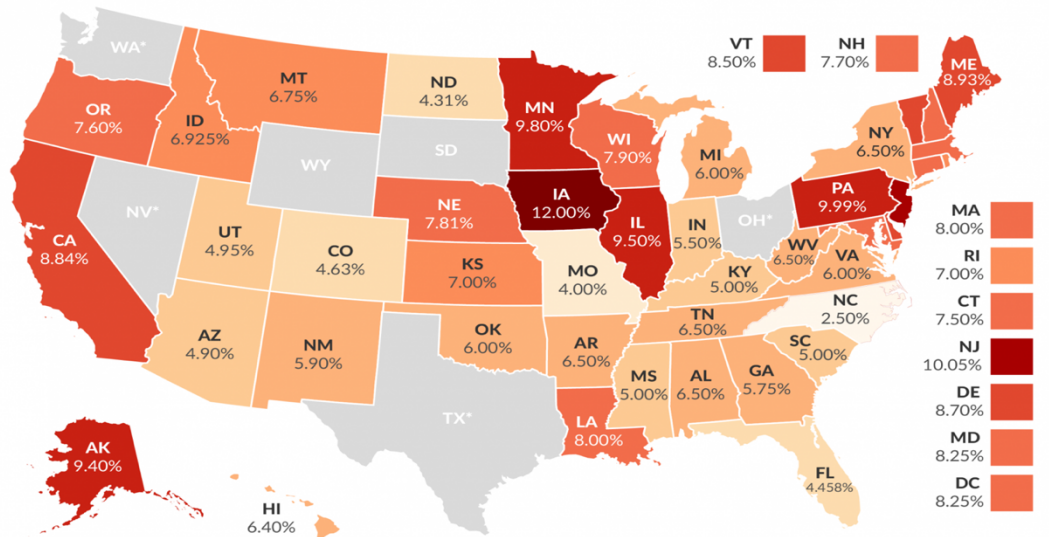 WA*
VT
8.50%
NH
7.70%
ME
8.93%
MT
6.75%
ND
4.31%
MN
9.80%
OR
7.60%
ID
6.925%
WI
7.90%
NY
6.50%
SD
MI
6.00%
WY
IA
12.00%
PA
9.99%
NE
7.81%
NV*
OH*
MA
8.00%
IL
9.50%
IN
5.50%
UT
4.95%
CA
8.84%
CO
4.63%
WV
6.50%
VA
6.00%
RI
7.00%
KS
7.00%
MO
4.00%
KY
5.00%
NC
2.50%
CT
7.50%
TN
6.50%
AZ
4.90%
NM
5.90%
OK
6.00%
AR
6.50%
SC
5.00%
NJ
10.05%
MS
5.00%
AL
6.50%
GA
5.75%
DE
8.70%
TX*
LA
8.00%
AK
9.40%
MD
8.25%
FL
4.458%
DC
8.25%
HI
6.40%